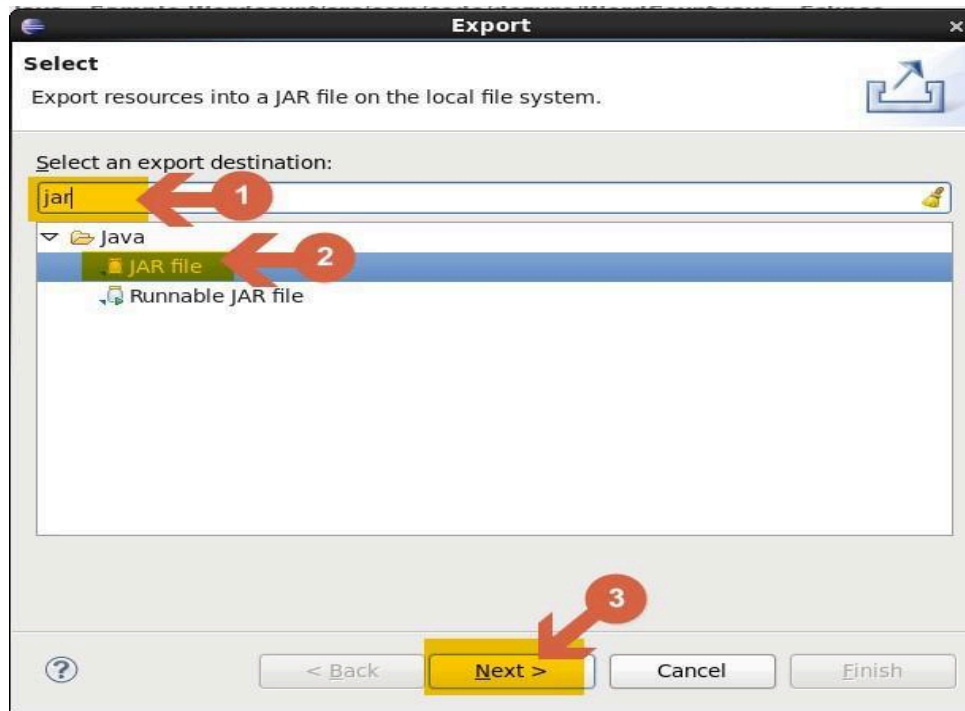 Export
Select
Export resources into a JAR file on the local file system.
Select an export destination:
jar
1
Java
JAR file
2
Runnable JAR file
3
< Back
Next >
Cancel
Finish